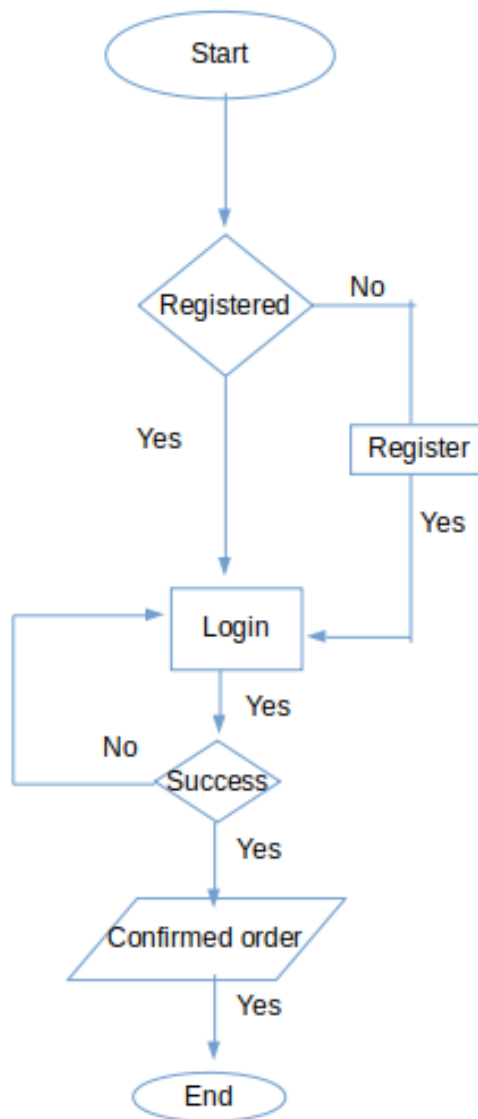 Start
Registered
No
Yes
Register
Yes
Login
Yes
No
Success
Yes
Confirmed order
Yes
End